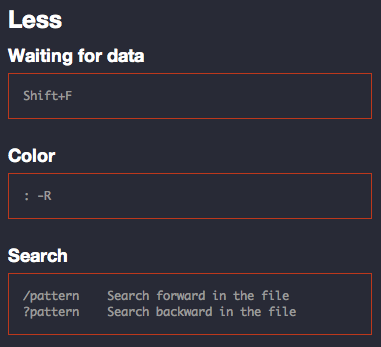 Less
Waiting for data
Shift+F
Color
: -R
Search
/pattern    Search forward in the file
?pattern    Search backward in the file